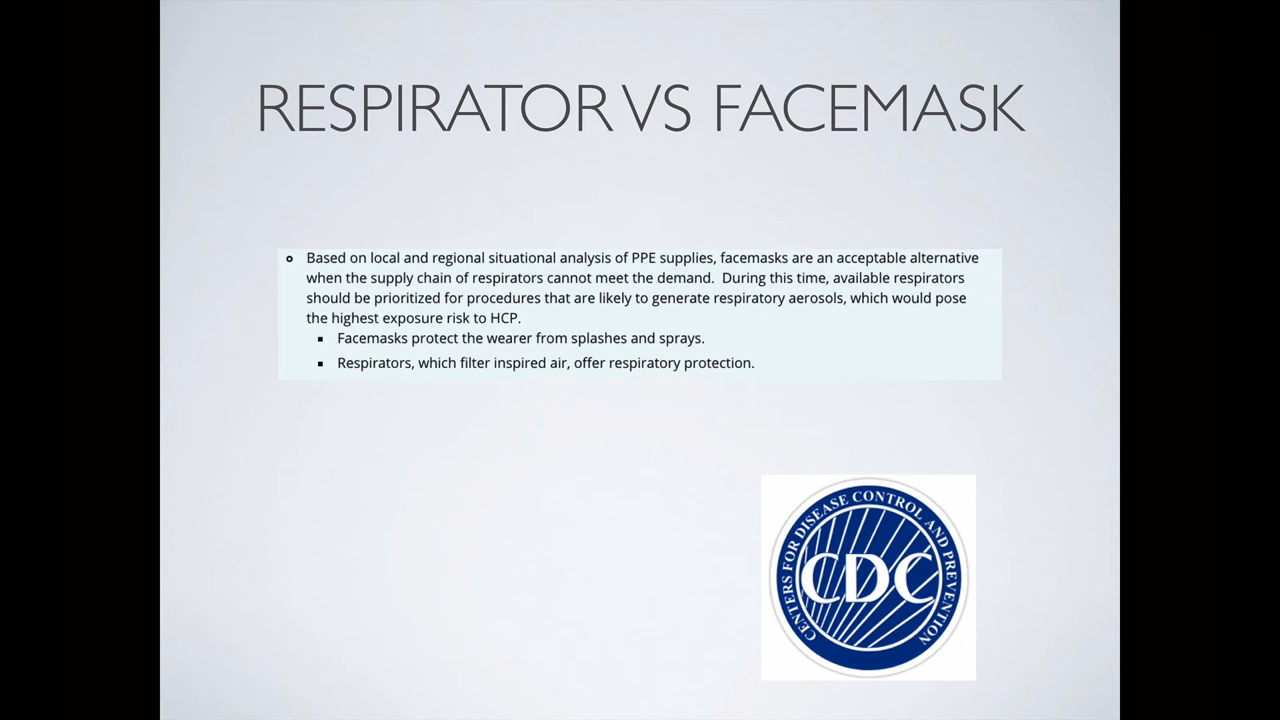 RESPIRATOR VS FACEMASK
Based on local and regional situational analysis of PPE supplies, facemasks are an acceptable alternative
when the supply chain of respirators cannot meet the demand. During this time, available respirators
should be prioritized for procedures that are likely to generate respiratory aerosols, which would pose
the highest exposure risk to HCP.
Facemasks protect the wearer from splashes and sprays.
Respirators, which filter inspired air, offer respiratory protection.
CENTERS FOR DISEASE CONTROL AND PREVENTION
CDC